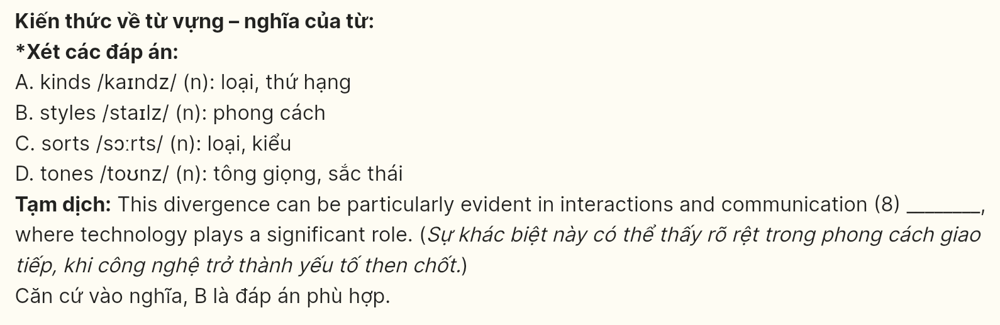 Kiến thức về từ vựng – nghĩa của từ:
*Xét các đáp án:
A. kinds /kaɪndz/ (n): loại, thứ hạng
B. styles /staɪlz/ (n): phong cách
C. sorts /sɔːrts/ (n): loại, kiểu
D. tones /toʊnz/ (n): tông giọng, sắc thái
Tạm dịch: This divergence can be particularly evident in interactions and communication (8) ________,
where technology plays a significant role. (Sự khác biệt này có thể thấy rõ rệt trong phong cách giao
tiếp, khi công nghệ trở thành yếu tố then chốt.)
Căn cứ vào nghĩa, B là đáp án phù hợp.